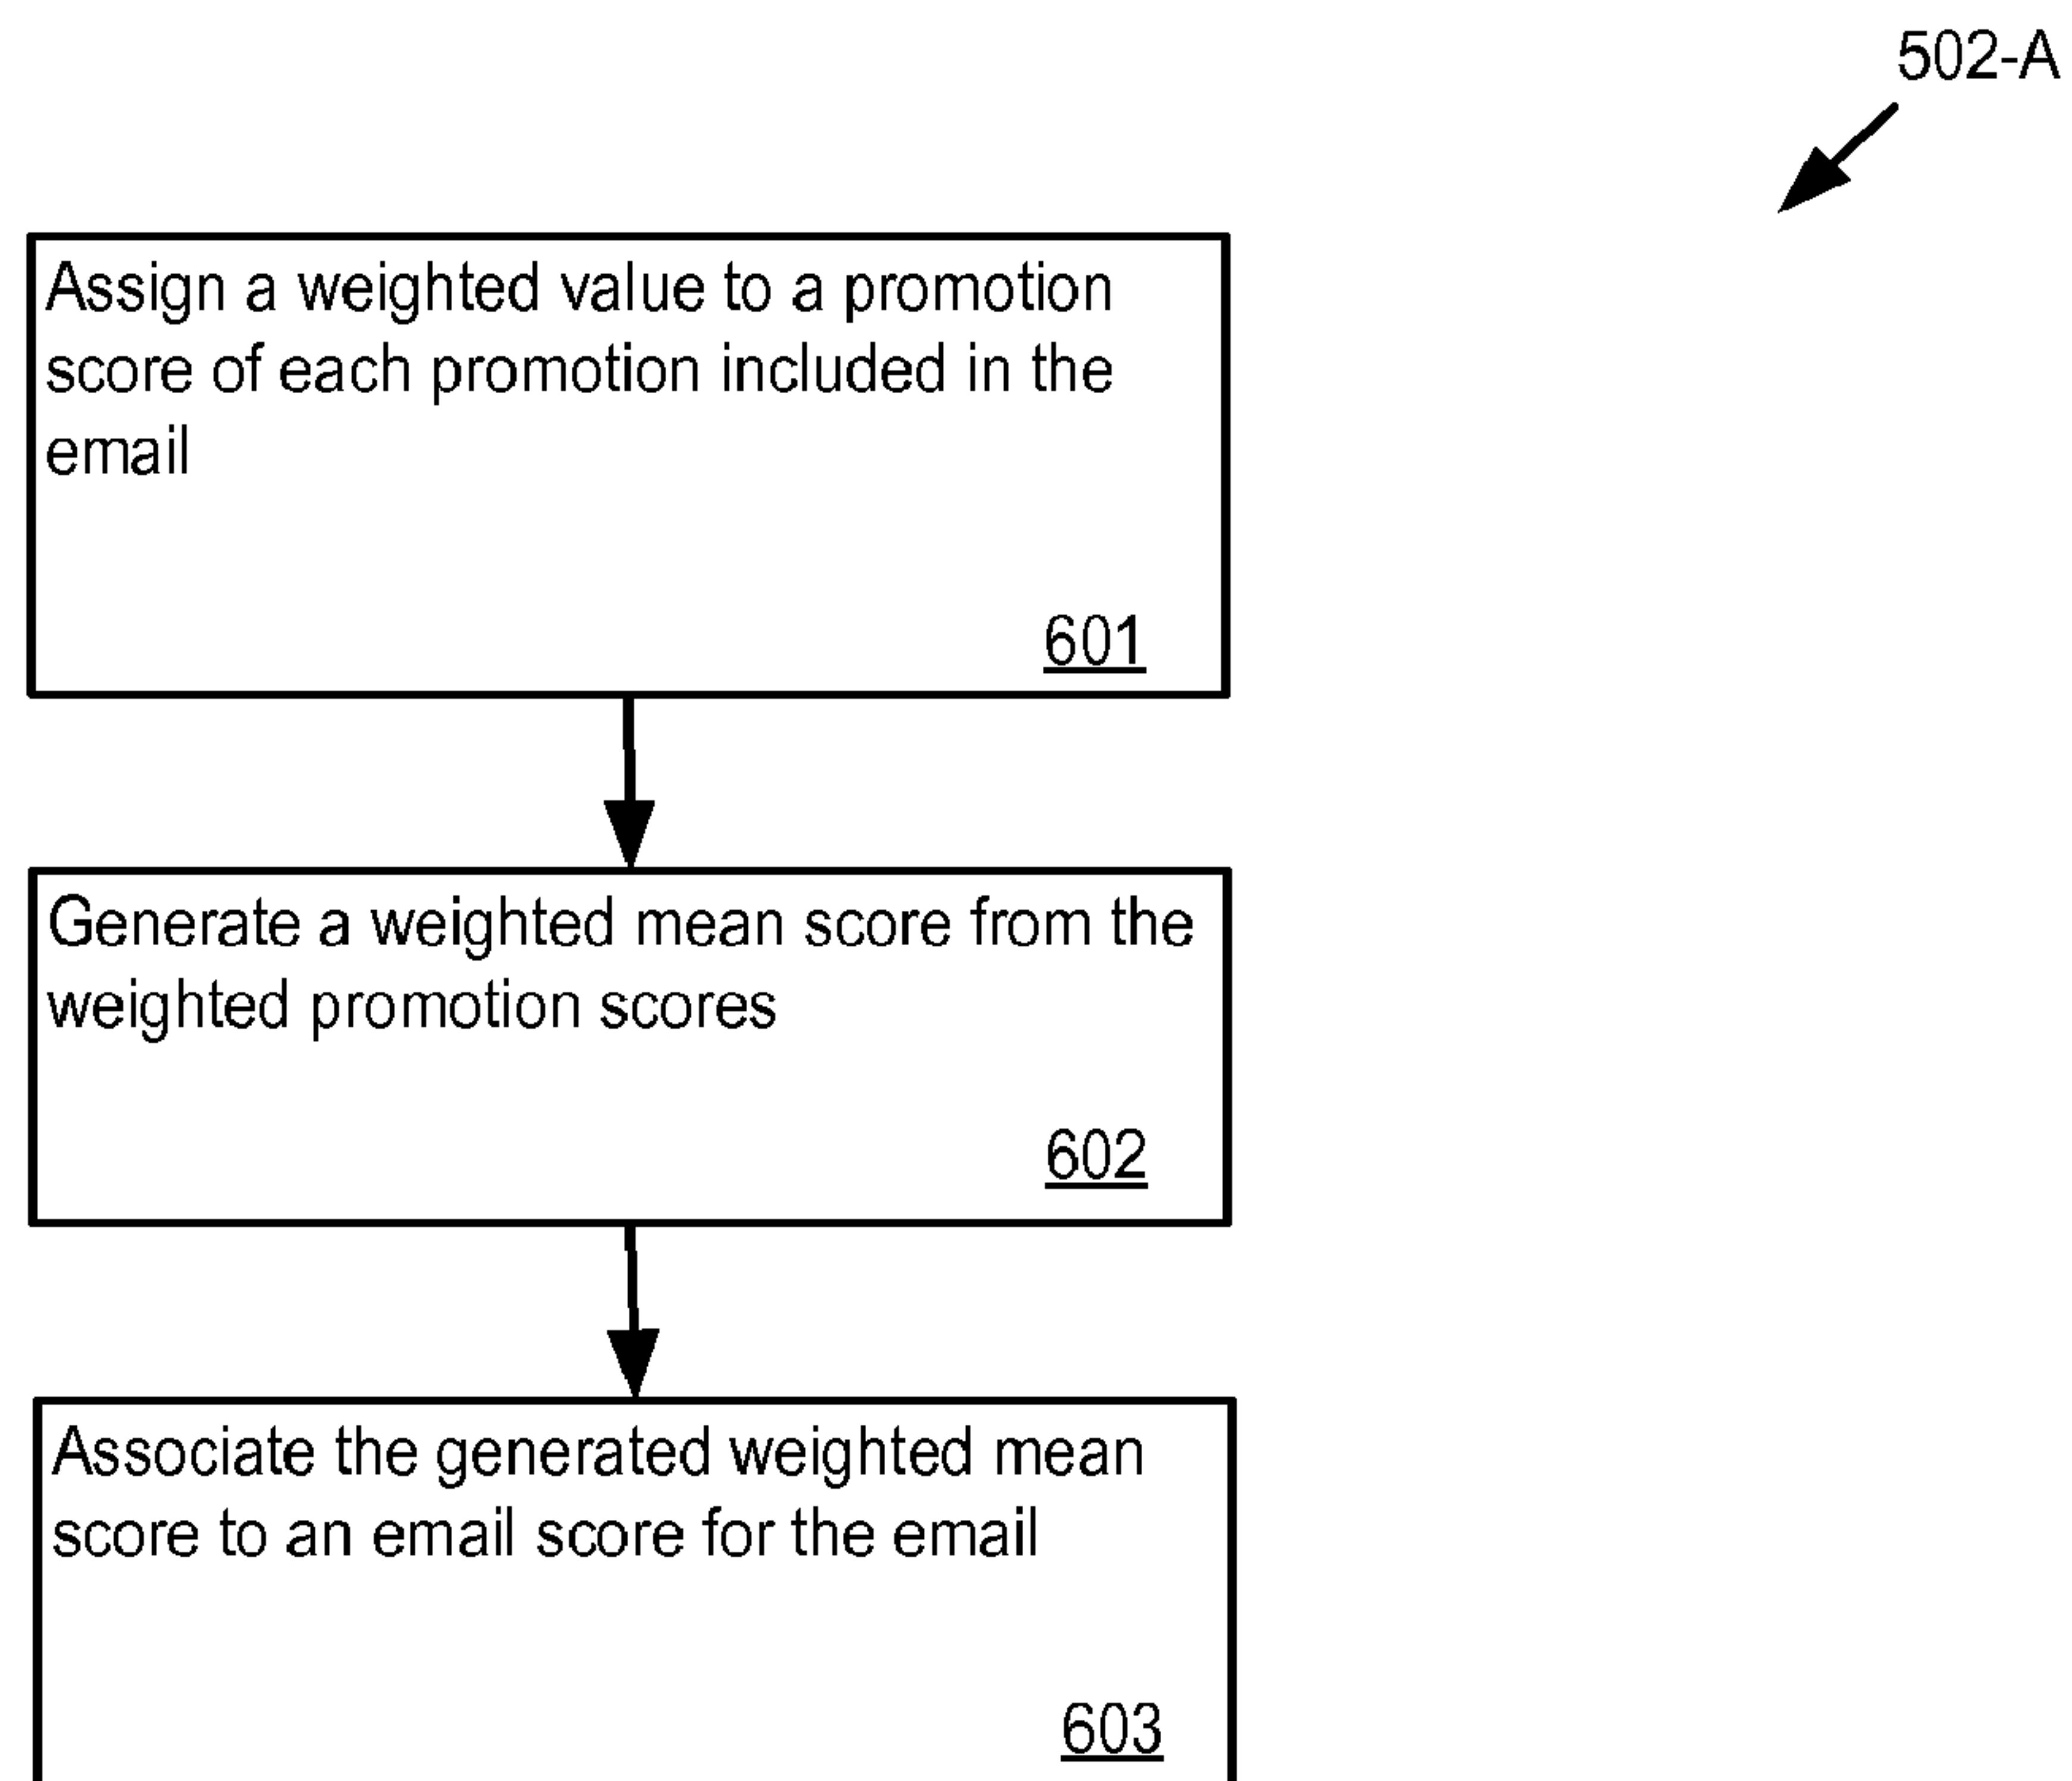 502-A
Assign a weighted value to a promotion
score of each promotion included in the
email
601
Generate a weighted mean score from the
weighted promotion scores
602
Associate the generated weighted mean
score to an email score for the email
603